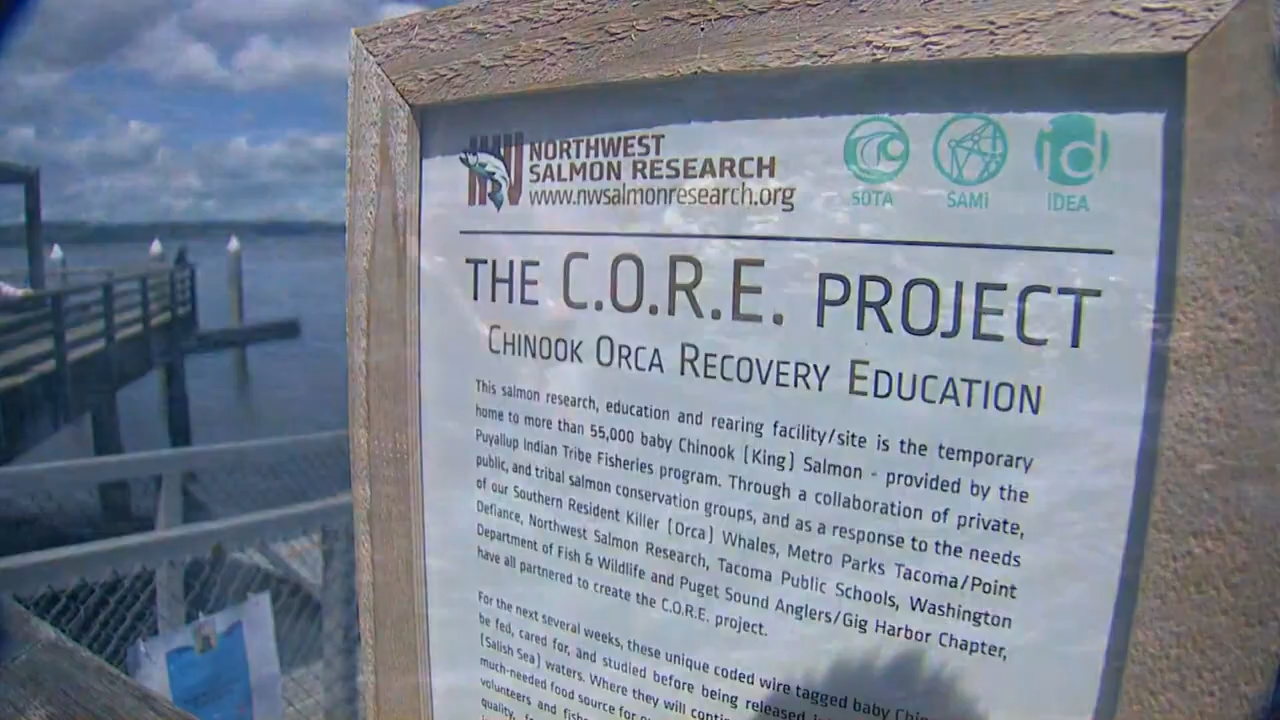 NORTHWEST
SALMON RESEARCH
www.nwsalmonresearch.org
SOTA
SAMi
id
IDEA
THE C.O.R.E. PROJECT
CHINOOK ORCA RECOVERY EDUCATION
This salmon research, education and rearing facility/site is the temporary
home to more than 55,000 baby Chinook [King] Salmon - provided by the
Puyallup Indian Tribe Fisheries program. Through a collaboration of private,
public, and tribal salmon conservation groups, and as a response to the needs
of our Southern Resident Killer [Orca] Whales, Metro Parks Tacoma/Point
Defiance, Northwest Salmon Research, Tacoma Public Schools, Washington
Department of Fish & Wildlife and Puget Sound Anglers/Gig Harbor Chapter,
have all partnered to create the C.O.R.E. project.
For the next several weeks, these unique coded wire tagged baby
be fed, cared for, and studied before being released
[Salish Sea] waters. Where they will
much-needed food source for
volunteers and
quality,